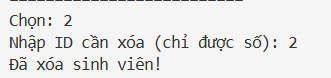 Chọn: 2
Nhập ID cần xóa (chỉ được số): 2
Đã xóa sinh viên!